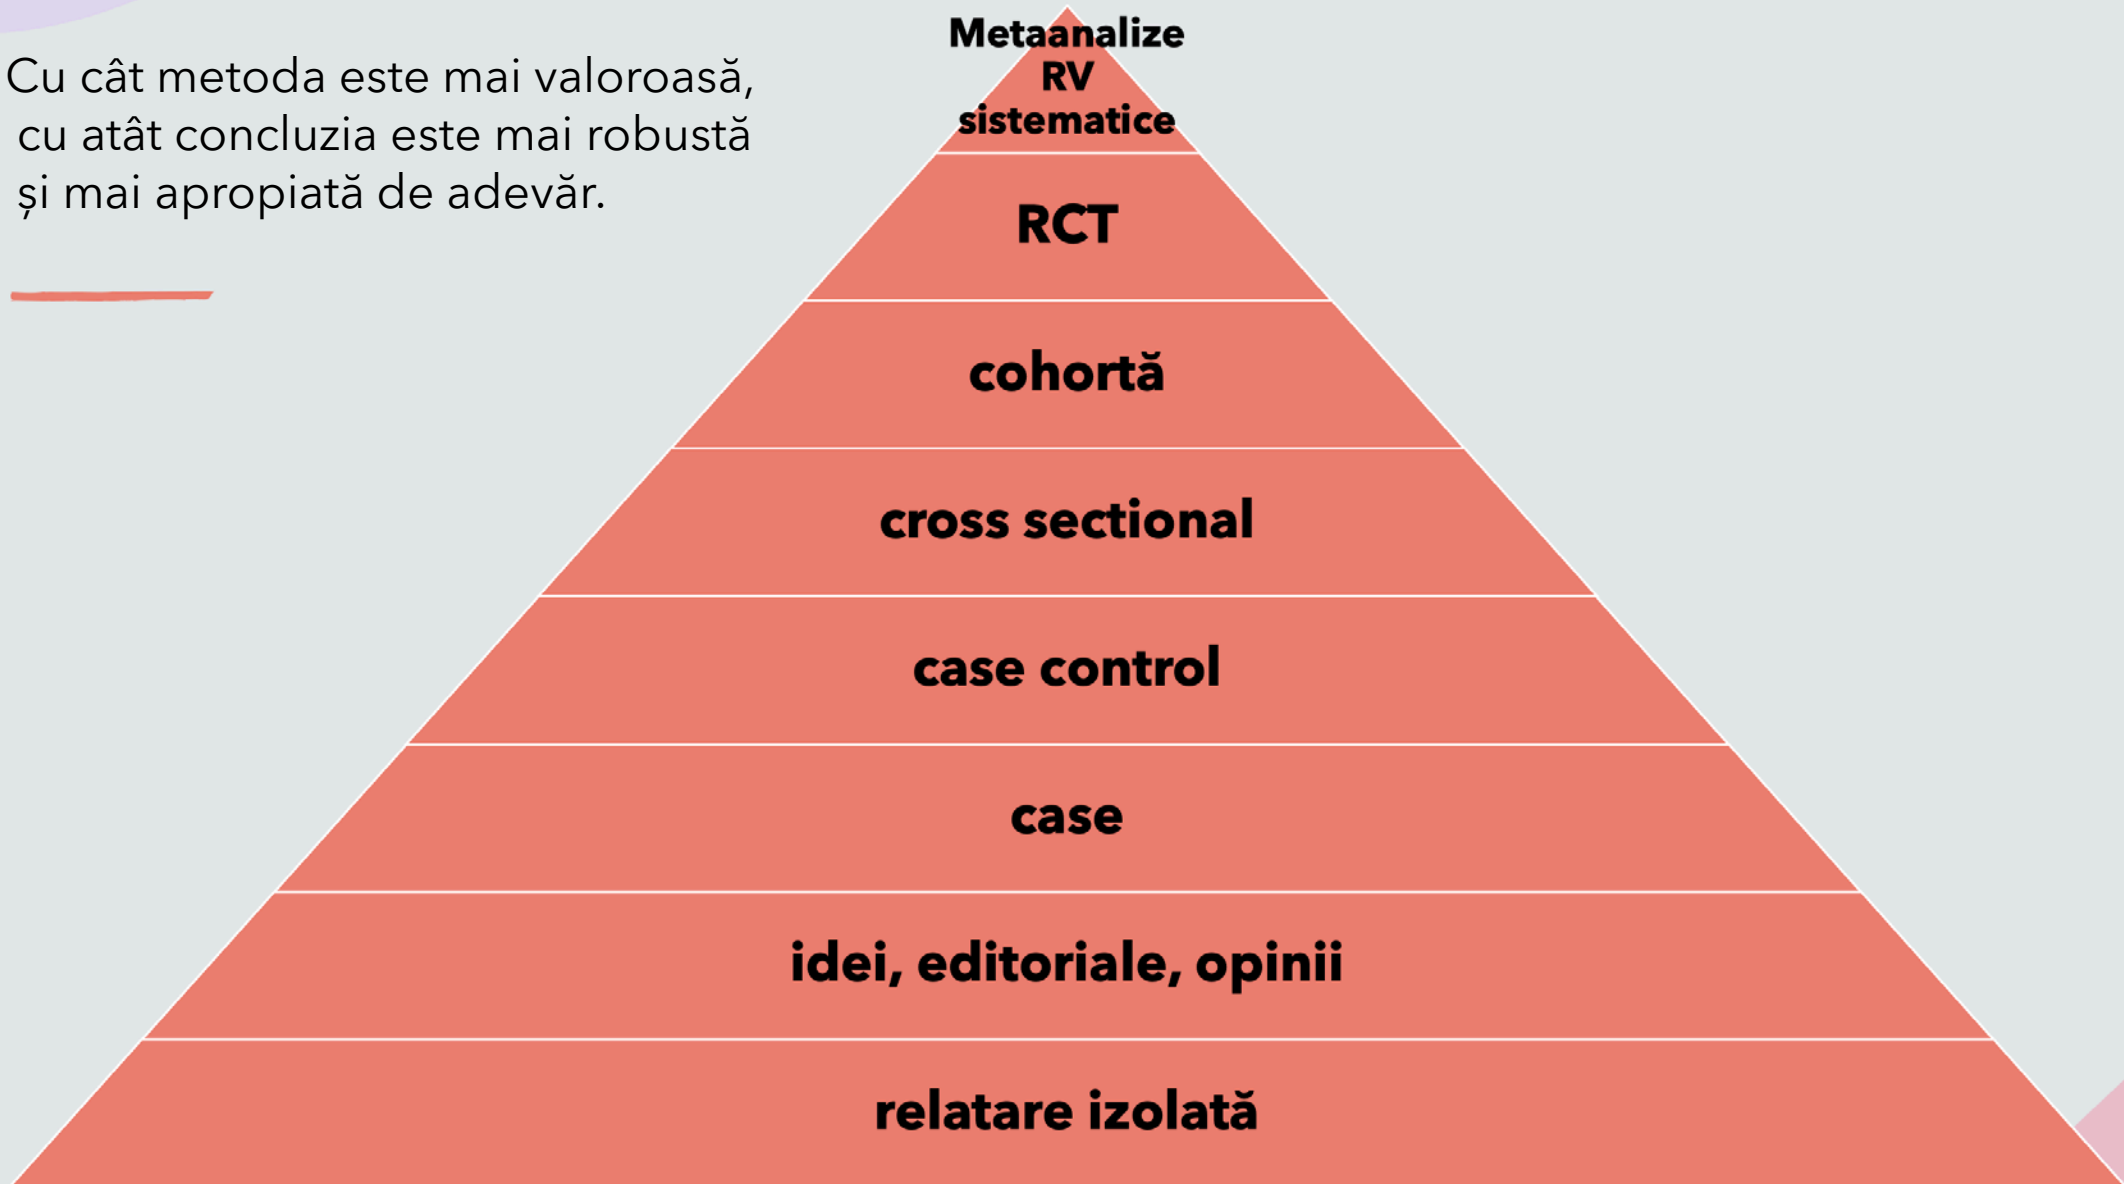 Cu cât metoda este mai valoroasă,
cu atât concluzia este mai robustă
și mai apropiată de adevăr.
Metaanalize
RV
sistematice
RCT
cohortă
cross sectional
case control
case
idei, editoriale, opinii
relatare izolată